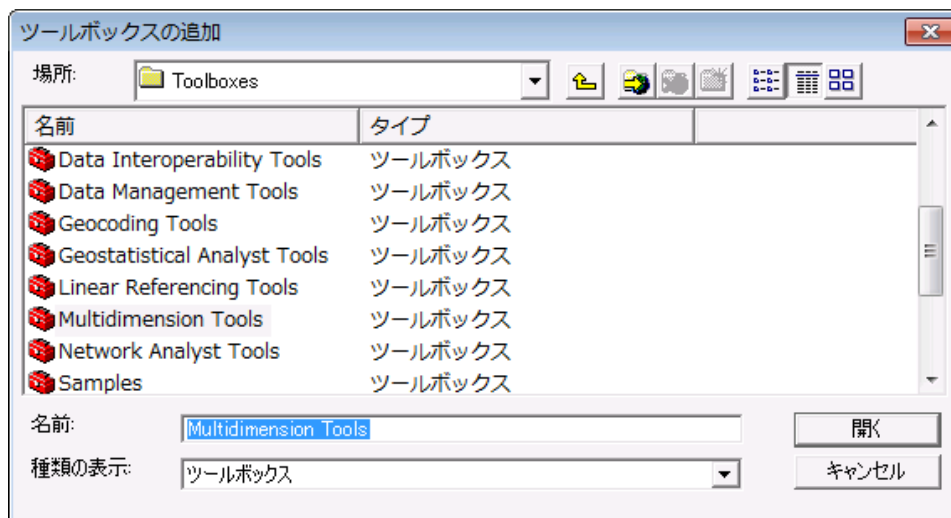 ツールボックスの追加
場所: Toolboxes
名前 タイプ
Data Interoperability Tools ツールボックス
Data Management Tools ツールボックス
Geocoding Tools ツールボックス
Geostatistical Analyst Tools ツールボックス
Linear Referencing Tools ツールボックス
Multidimension Tools ツールボックス
Network Analyst Tools ツールボックス
Samples ツールボックス
名前: Multidimension Tools 開く
種類の表示: ツールボックス キャンセル